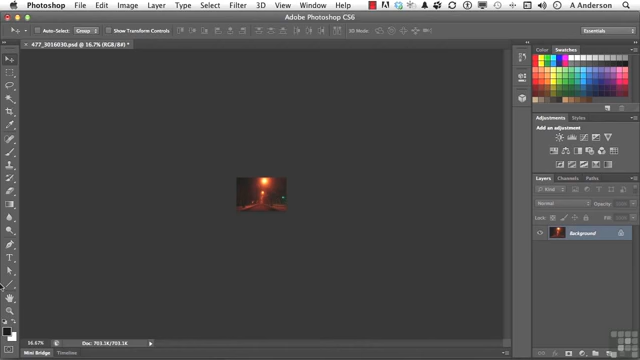 Photoshop File Edit Image Layer Type Select Filter 3D View Window Help A Anderson
Adobe Photoshop CS6
Auto-Select: Group Show Transform Controls 3D Mode: Essentials
× 477_3016030.psd @ 16.7% (RGB/8#) *
Color Swatches
Adjustments Styles
Add an adjustment
Layers Channels Paths
Kind
Normal Opacity:
Lock: Fill:
Background
16.67% Doc: 703.1K/703.1K
Mini Bridge Timeline